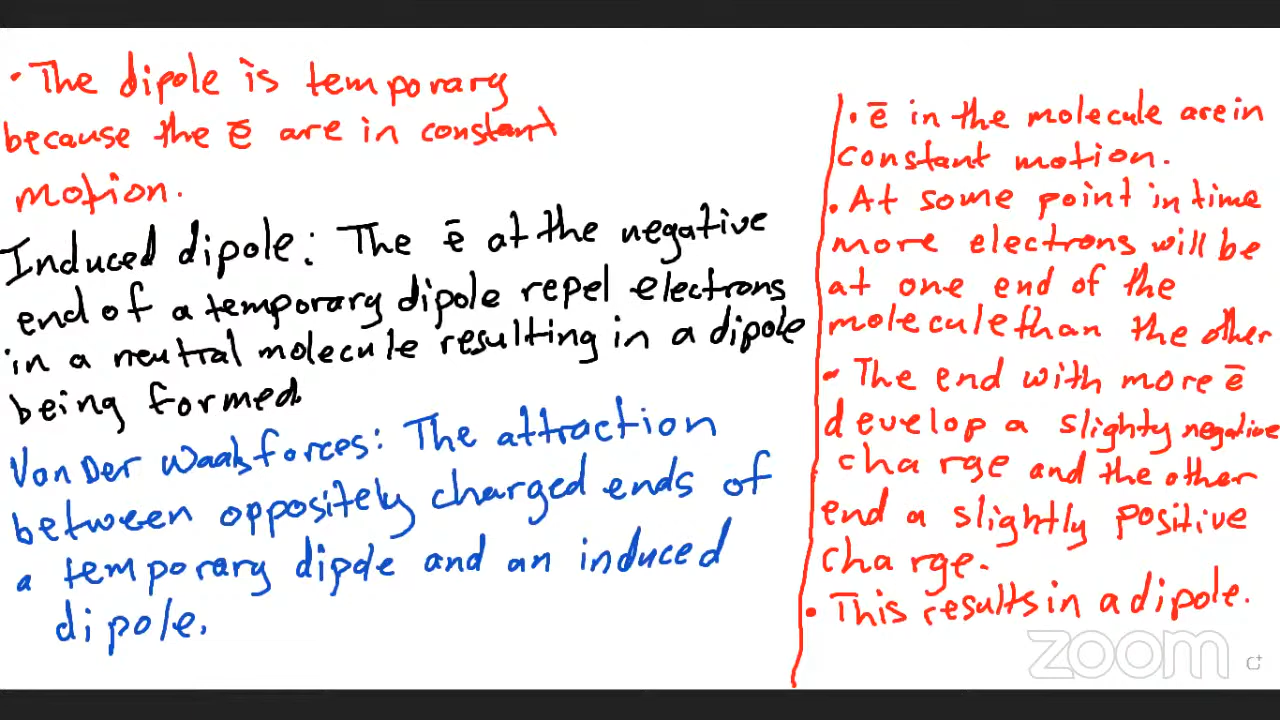 • The dipole is temporary
because the ē are in constant
motion.
Induced dipole: The ē at the negative
end of a temporary dipole repel electrons
in a neutral molecule resulting in a dipole
being formed
Van Der Waals forces: The attraction
between oppositely charged ends of
a temporary dipole and an induced
dipole.
• ē in the molecule are in
constant motion.
• At some point in time
more electrons will be
at one end of the
molecule than the other
• The end with more ē
develop a slighty negative
charge and the other
end a slightly positive
charge.
• This results in a dipole.
zoom